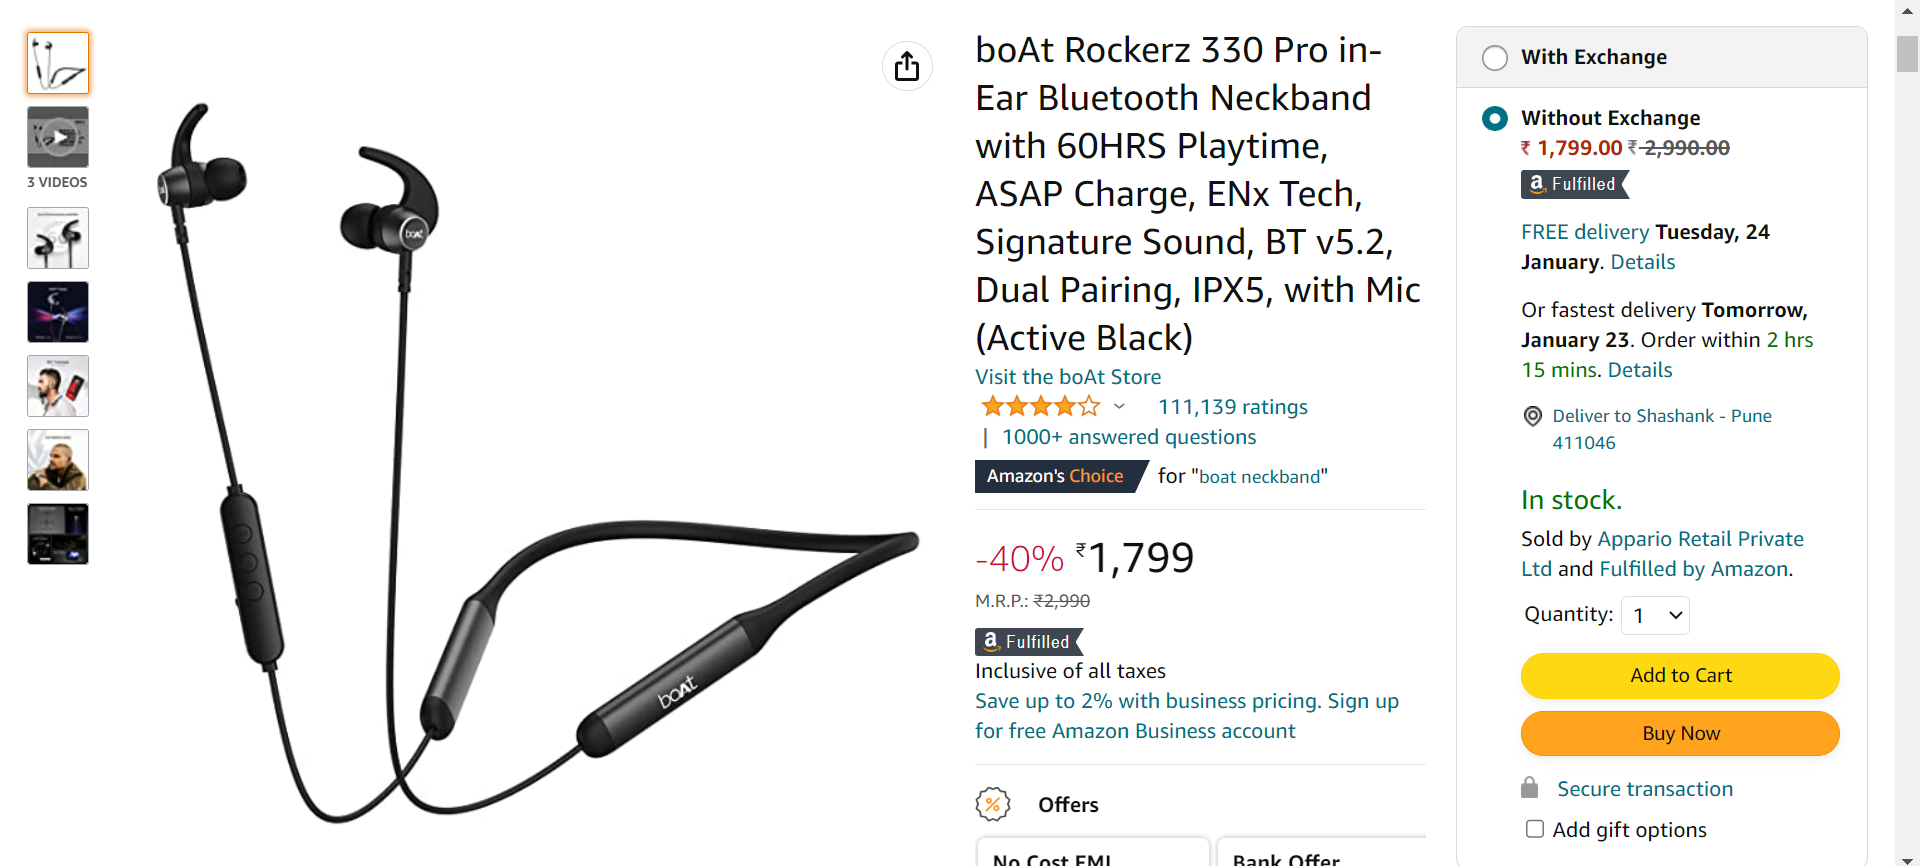 3 VIDEOS
boAt
boAt
boAt Rockerz 330 Pro in-
Ear Bluetooth Neckband
with 60HRS Playtime,
ASAP Charge, ENx Tech,
Signature Sound, BT v5.2,
Dual Pairing, IPX5, with Mic
(Active Black)
Visit the boAt Store
111,139 ratings
| 1000+ answered questions
Amazon's Choice for "boat neckband"
-40% ₹1,799
M.R.P.: ₹2,990
a Fulfilled
Inclusive of all taxes
Save up to 2% with business pricing. Sign up
for free Amazon Business account
% Offers
No Cost EMI Bank Offer
With Exchange
Without Exchange
₹ 1,799.00 ₹ 2,990.00
a Fulfilled
FREE delivery Tuesday, 24
January. Details
Or fastest delivery Tomorrow,
January 23. Order within 2 hrs
15 mins. Details
Deliver to Shashank - Pune
411046
In stock.
Sold by Appario Retail Private
Ltd and Fulfilled by Amazon.
Quantity: 1
Add to Cart
Buy Now
Secure transaction
Add gift options